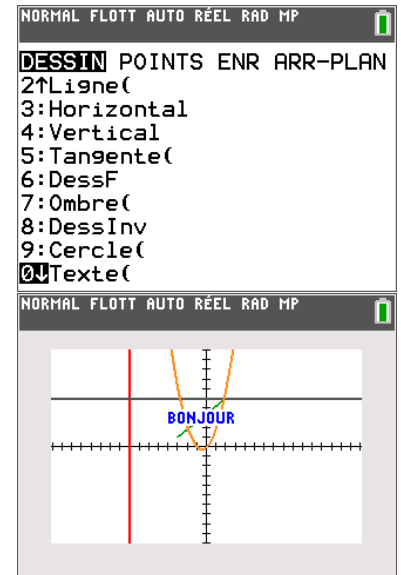 NORMAL FLOTT AUTO RÉEL RAD MP
DESSIN POINTS ENR ARR-PLAN
2↑Ligne(
3:Horizontal
4:Vertical
5:Tangente(
6:DessF
7:Ombre(
8:DessInv
9:Cercle(
0↓Texte(
NORMAL FLOTT AUTO RÉEL RAD MP
BONJOUR